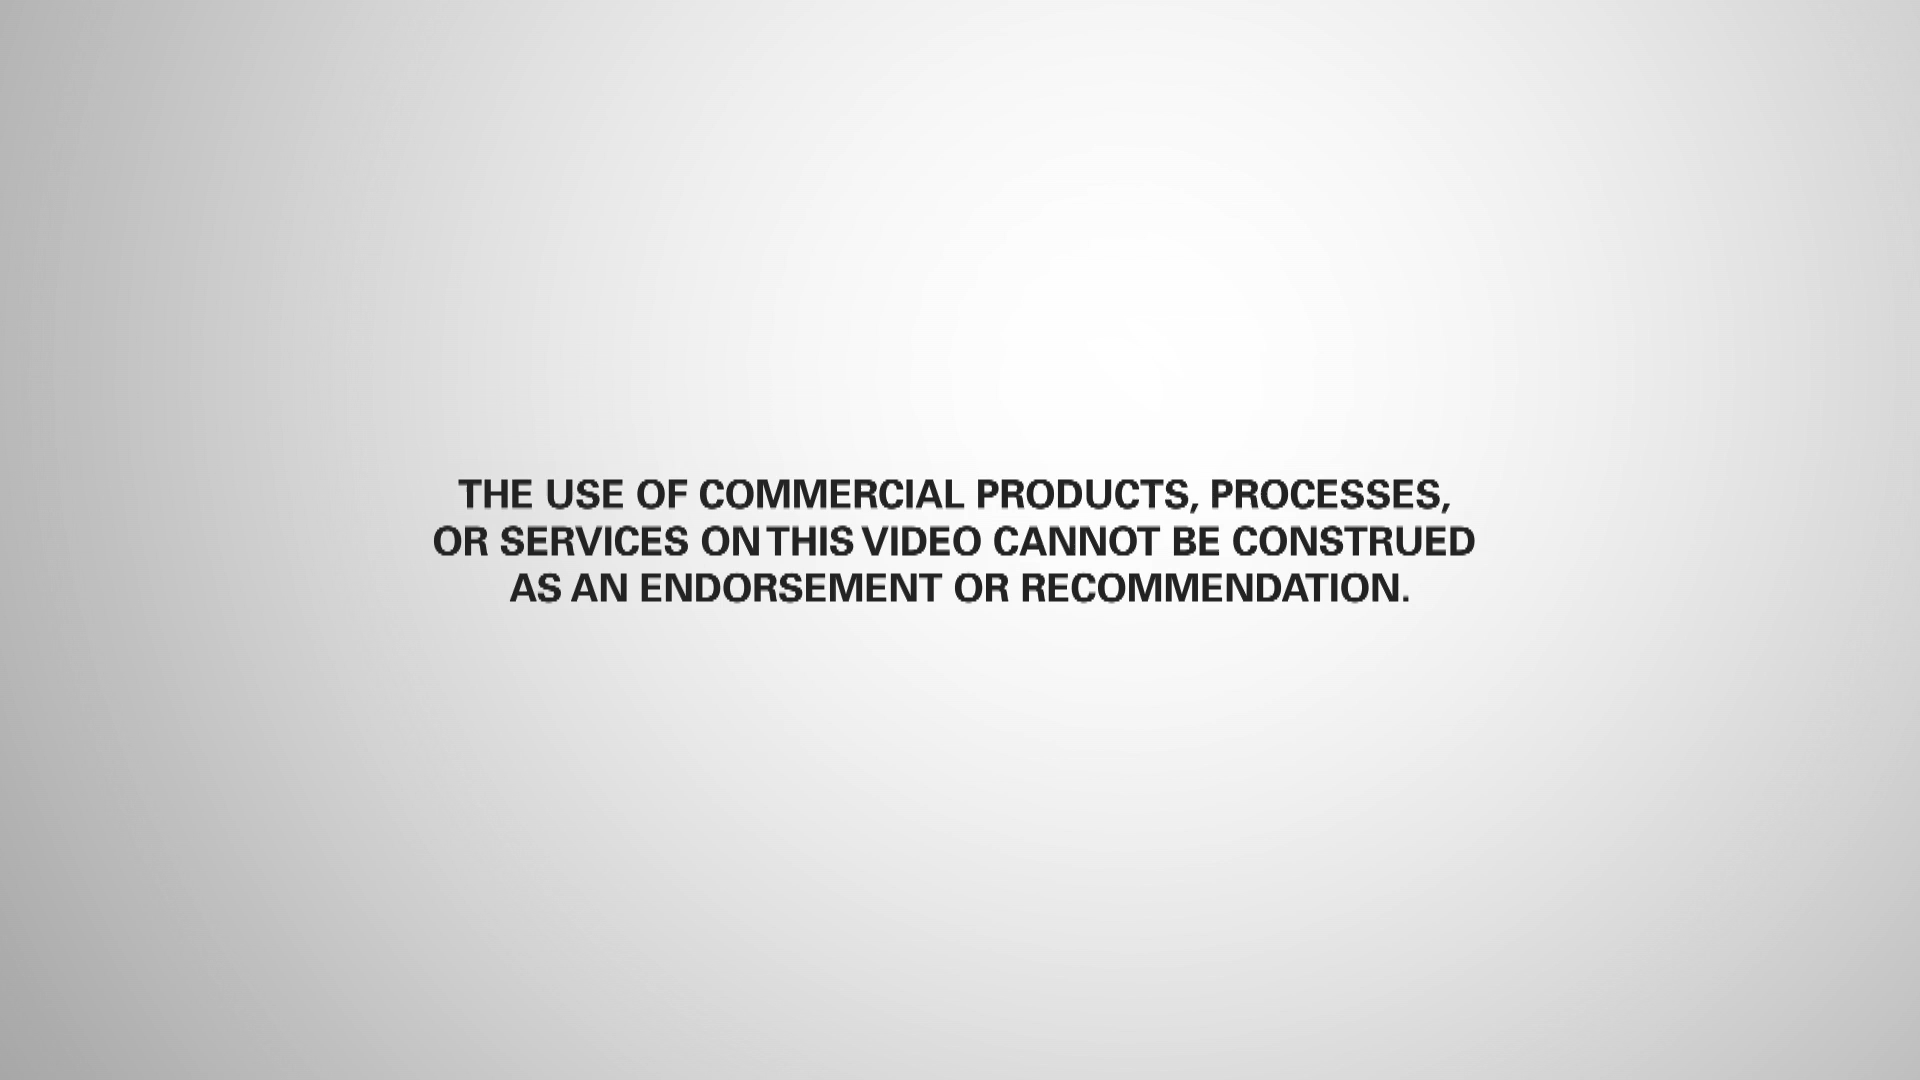 THE USE OF COMMERCIAL PRODUCTS, PROCESSES,
OR SERVICES ON THIS VIDEO CANNOT BE CONSTRUED
AS AN ENDORSEMENT OR RECOMMENDATION.